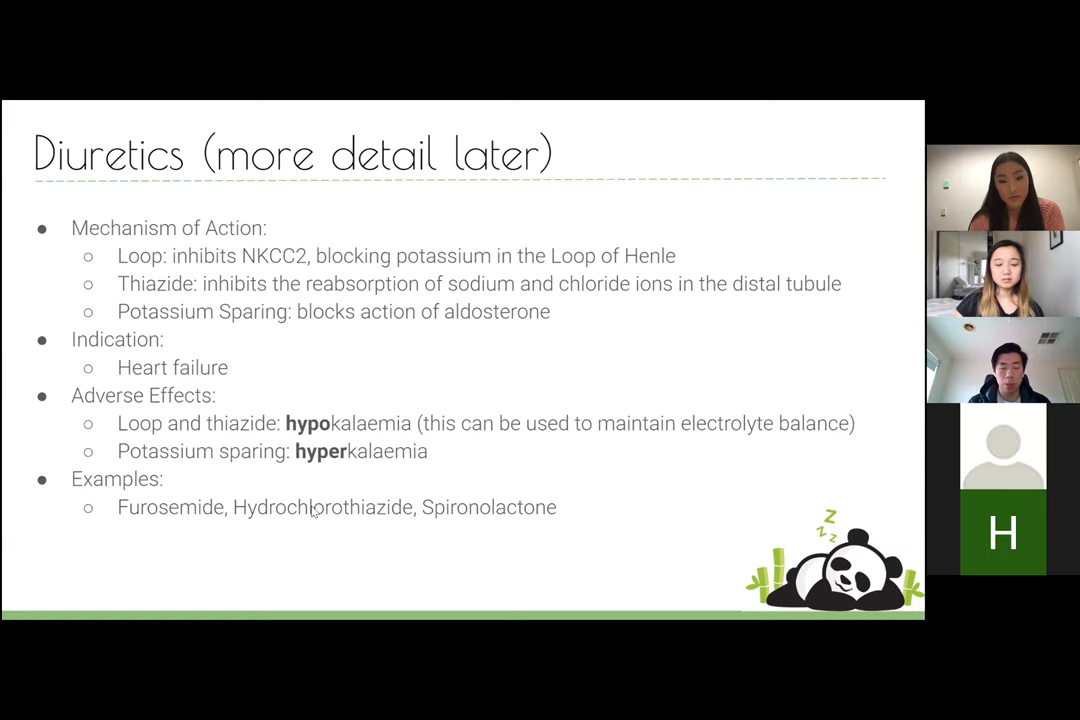 Diuretics (more detail later)
● Mechanism of Action:
○ Loop: inhibits NKCC2, blocking potassium in the Loop of Henle
○ Thiazide: inhibits the reabsorption of sodium and chloride ions in the distal tubule
○ Potassium Sparing: blocks action of aldosterone
● Indication:
○ Heart failure
● Adverse Effects:
○ Loop and thiazide: hypokalaemia (this can be used to maintain electrolyte balance)
○ Potassium sparing: hyperkalaemia
● Examples:
○ Furosemide, Hydrochlorothiazide, Spironolactone
z z z z
H